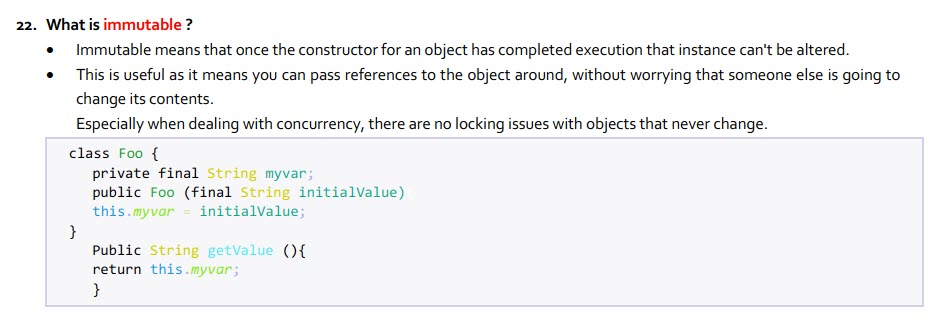 22. What is immutable ?
• Immutable means that once the constructor for an object has completed execution that instance can't be altered.
• This is useful as it means you can pass references to the object around, without worrying that someone else is going to
change its contents.
Especially when dealing with concurrency, there are no locking issues with objects that never change.
class Foo {
private final String myvar;
public Foo (final String initialValue)
this.myvar = initialValue;
}
Public String getValue (){
return this.myvar;
}